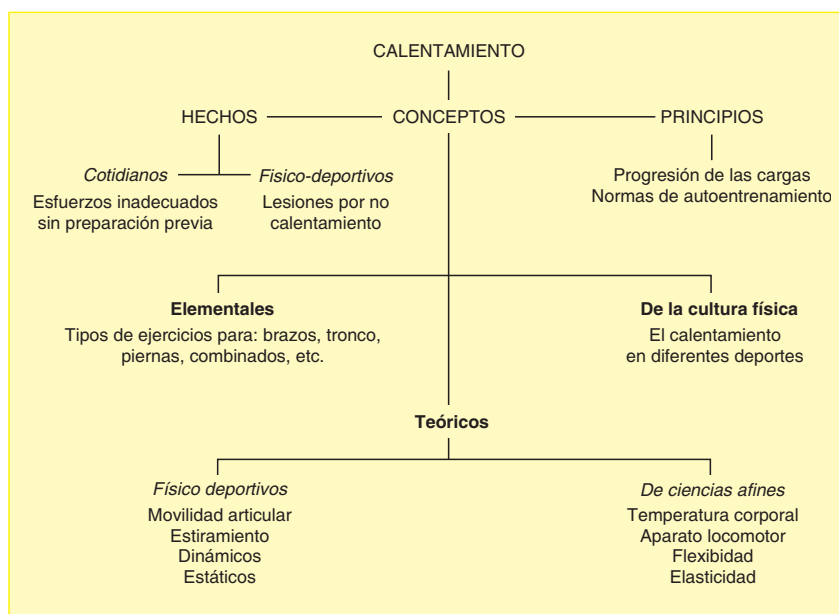 CALENTAMIENTO
HECHOS CONCEPTOS PRINCIPIOS
Cotidianos Fisico-deportivos
Esfuerzos inadecuados
sin preparación previa
Lesiones por no
calentamiento
Progresión de las cargas
Normas de autoentrenamiento
Elementales
Tipos de ejercicios para: brazos, tronco,
piernas, combinados, etc.
De la cultura física
El calentamiento
en diferentes deportes
Teóricos
Físico deportivos
Movilidad articular
Estiramiento
Dinámicos
Estáticos
De ciencias afines
Temperatura corporal
Aparato locomotor
Flexibidad
Elasticidad